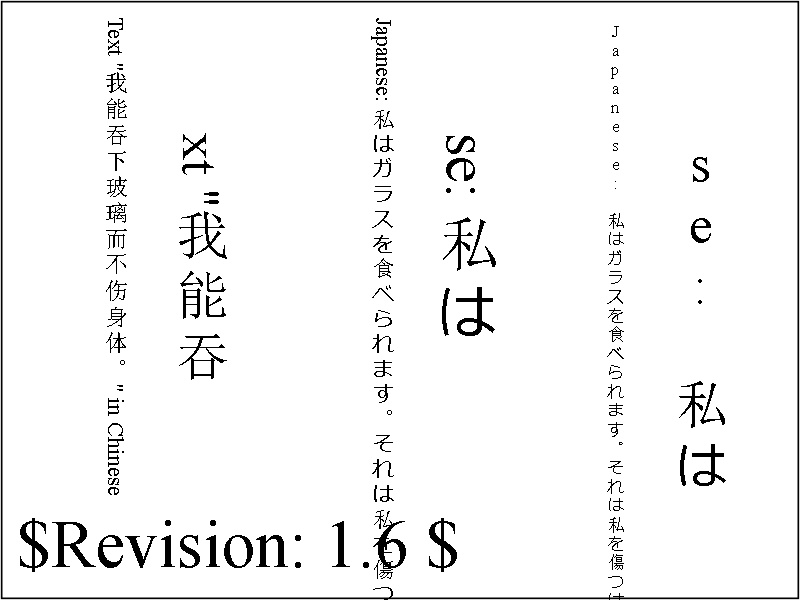 Text "我能吞下玻璃而不伤身体。" in Chinese
xt "我能吞
Japanese: 私はガラスを食べられます。それは私を傷つ
se: 私は
Japanese: 私はガラスを食べられます。それは私を傷つけ
se: 私は
$Revision: 1.6 $